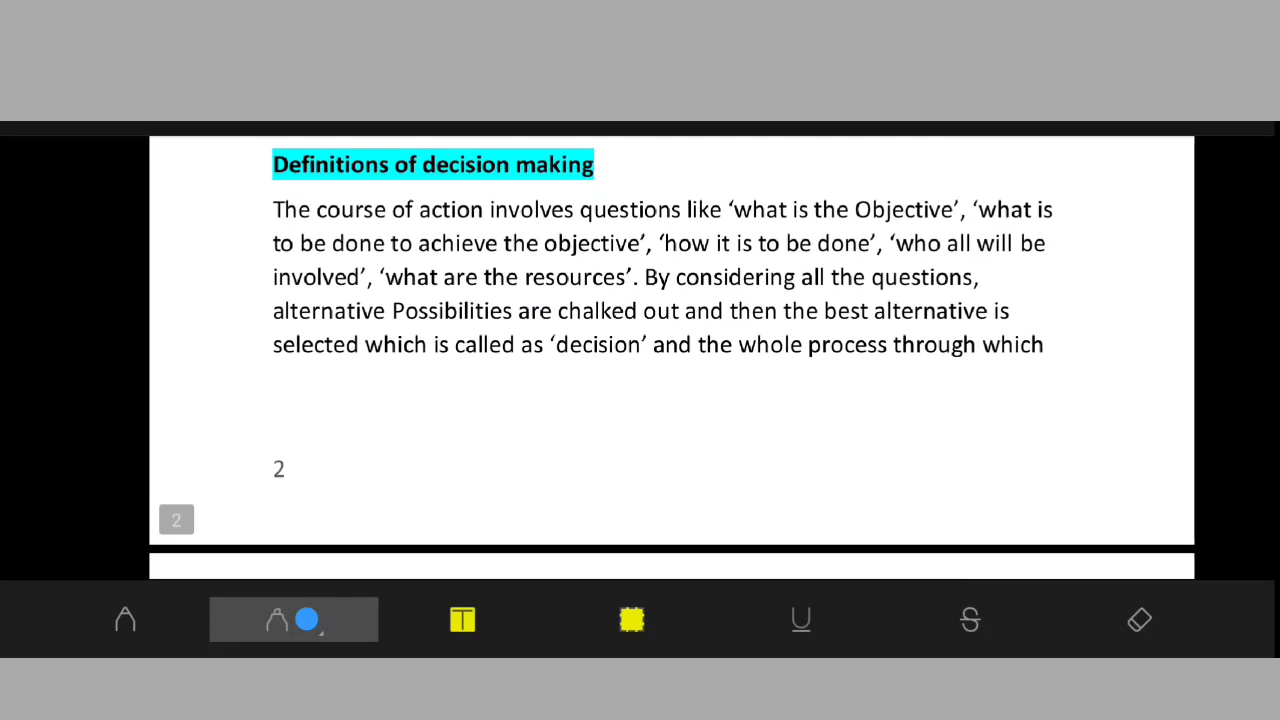 Definitions of decision making
The course of action involves questions like ‘what is the Objective’, ‘what is
to be done to achieve the objective’, ‘how it is to be done’, ‘who all will be
involved’, ‘what are the resources’. By considering all the questions,
alternative Possibilities are chalked out and then the best alternative is
selected which is called as ‘decision’ and the whole process through which
2
2
T
U
S